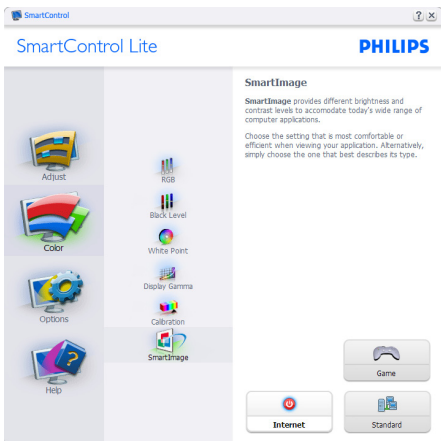 SmartControl
SmartControl Lite
PHILIPS
Adjust
Color
Options
Help
RGB
Black Level
White Point
Display Gamma
Calibration
SmartImage
SmartImage
SmartImage provides different brightness and
contrast levels to accomodate today's wide range of
computer applications.
Choose the setting that is most comfortable or
efficient when viewing your application. Alternatively,
simply choose the one that best describes its type.
Game
Internet
Standard